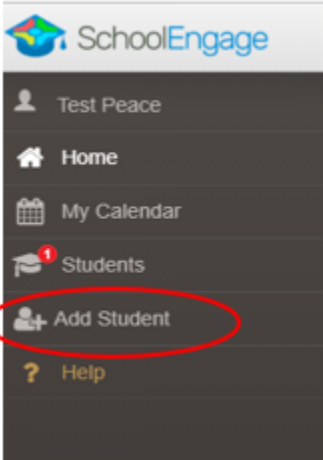 SchoolEngage
Test Peace
Home
My Calendar
1
Students
Add Student
? Help